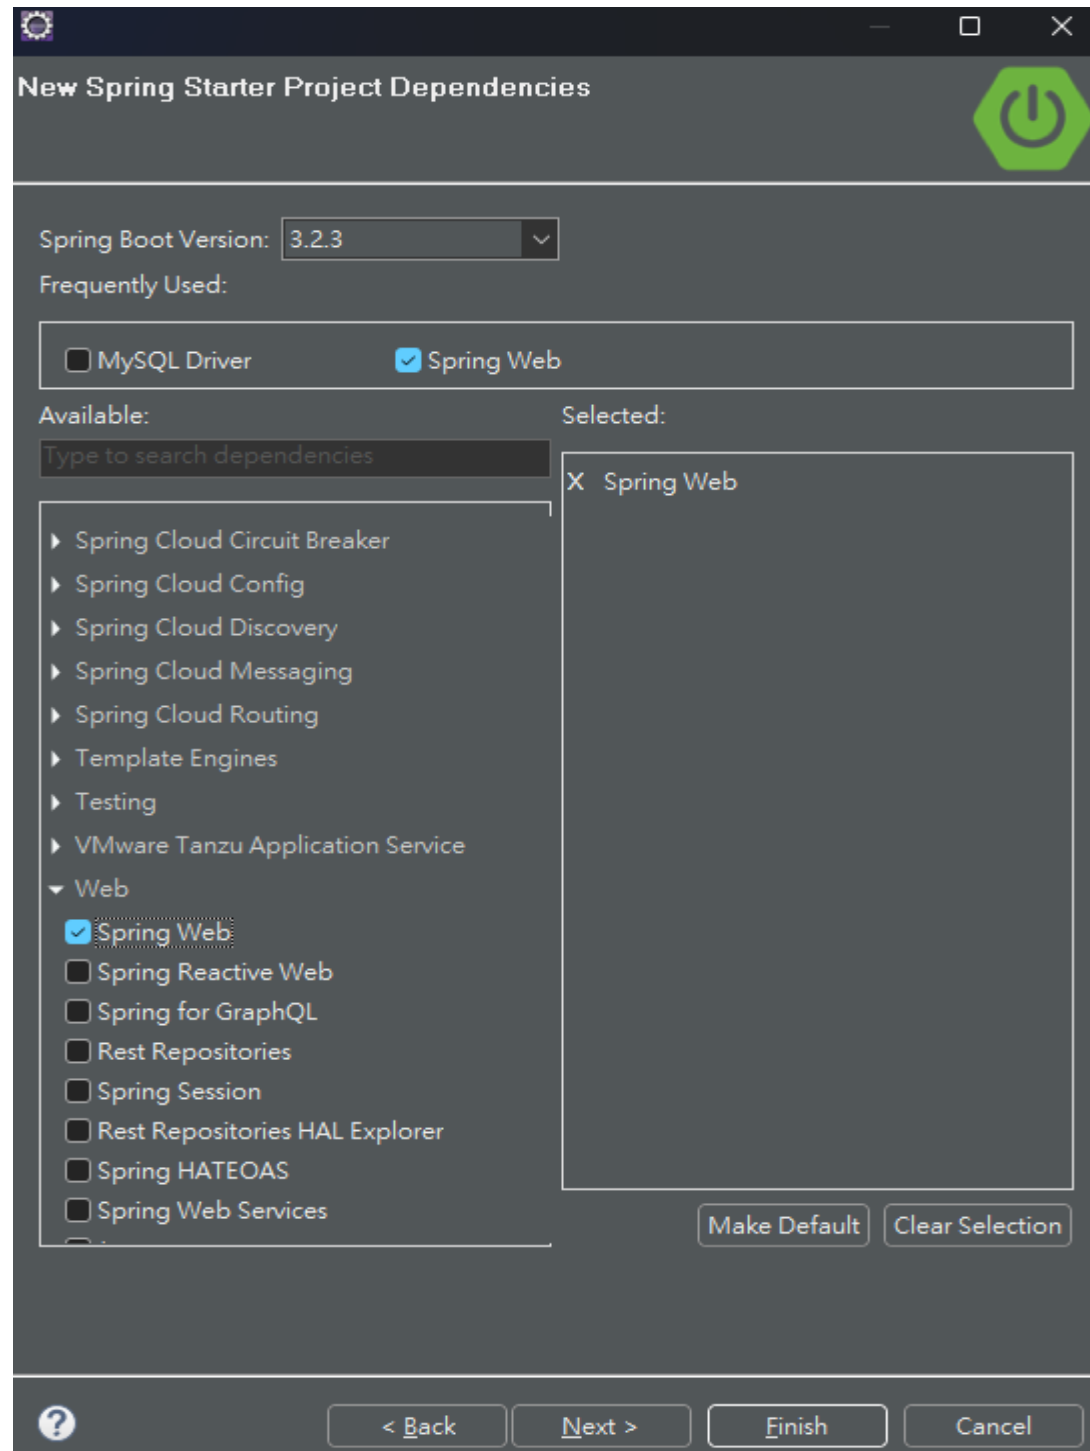 New Spring Starter Project Dependencies
Spring Boot Version: 3.2.3
Frequently Used:
MySQL Driver
Spring Web
Available:
Selected:
Type to search dependencies
X Spring Web
Spring Cloud Circuit Breaker
Spring Cloud Config
Spring Cloud Discovery
Spring Cloud Messaging
Spring Cloud Routing
Template Engines
Testing
VMware Tanzu Application Service
Web
Spring Web
Spring Reactive Web
Spring for GraphQL
Rest Repositories
Spring Session
Rest Repositories HAL Explorer
Spring HATEOAS
Spring Web Services
Make Default
Clear Selection
?
< Back
Next >
Finish
Cancel